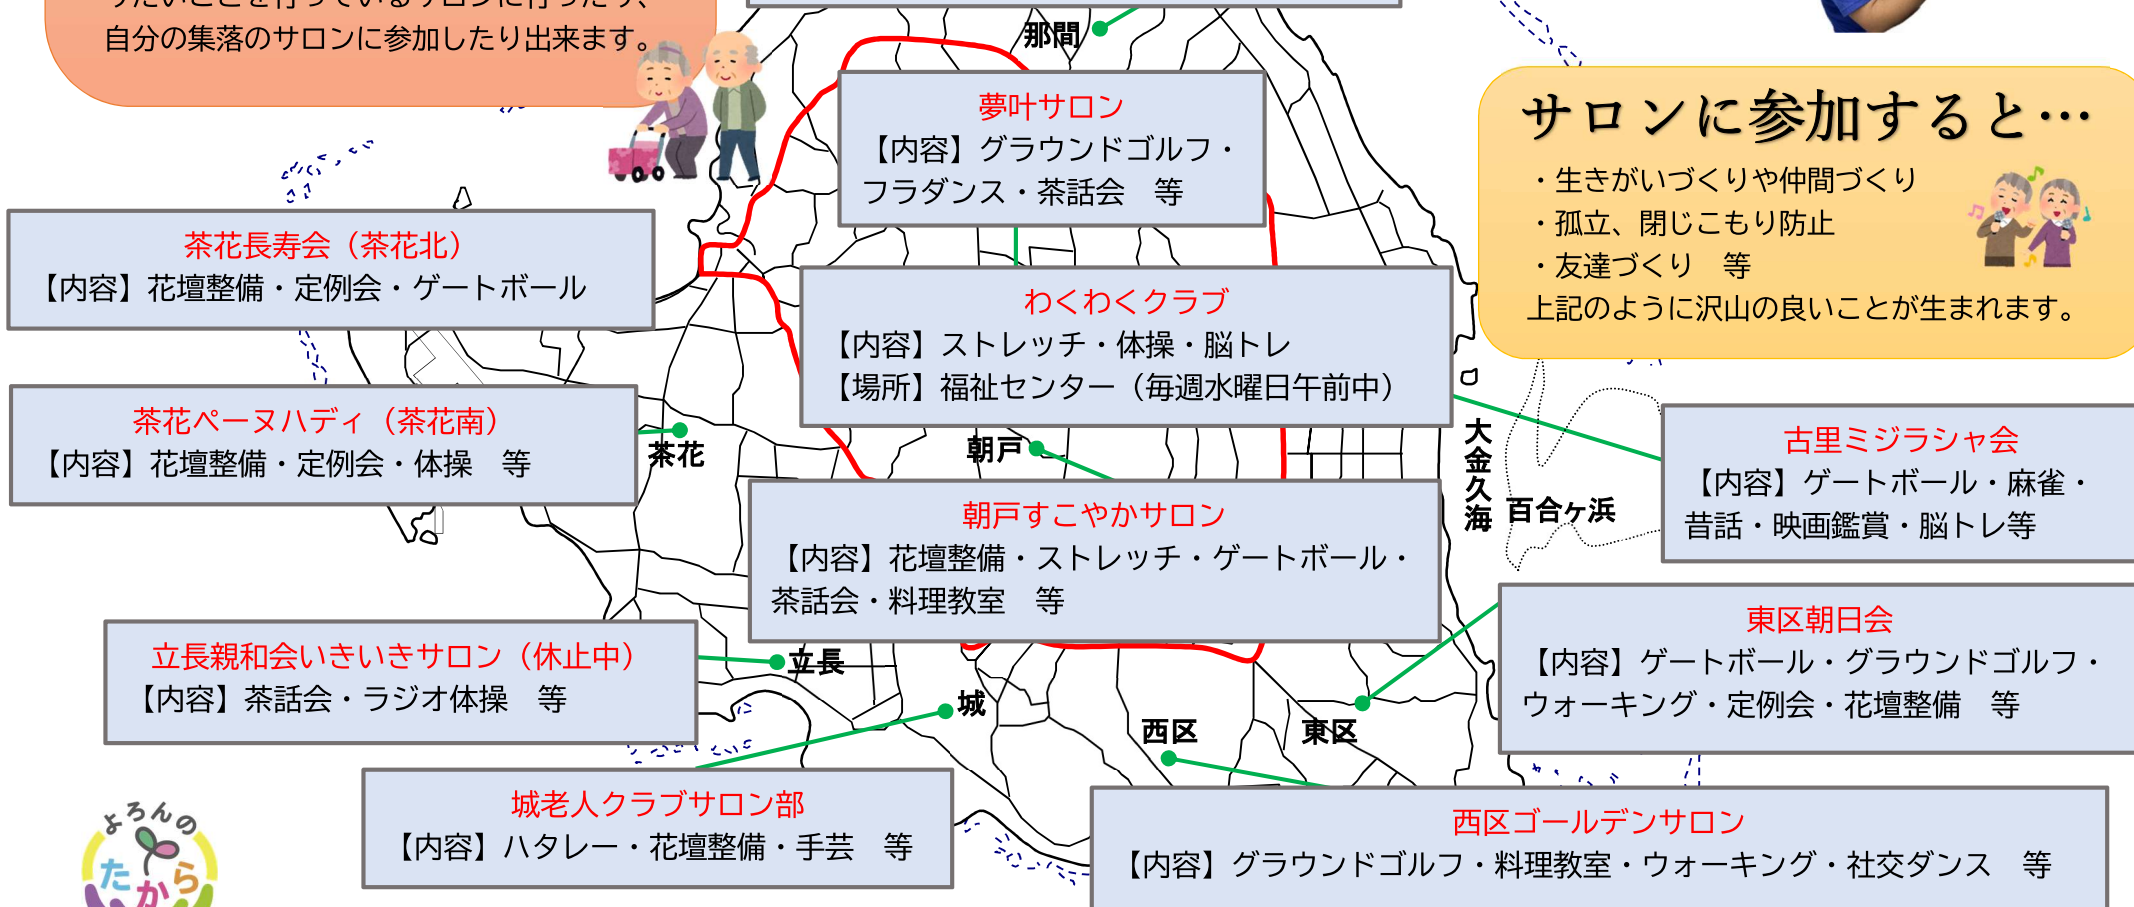 りたいことを行っているサロンに行ったり、
自分の集落のサロンに参加したり出来ます。
那間
夢叶サロン
【内容】グラウンドゴルフ・
フラダンス・茶話会　等
サロンに参加すると…
・生きがいづくりや仲間づくり
・孤立、閉じこもり防止
・友達づくり　等
上記のように沢山の良いことが生まれます。
茶花長寿会（茶花北）
【内容】花壇整備・定例会・ゲートボール
わくわくクラブ
【内容】ストレッチ・体操・脳トレ
【場所】福祉センター（毎週水曜日午前中）
茶花ペーヌハディ（茶花南）
【内容】花壇整備・定例会・体操　等
茶花
朝戸
大金久海
百合ヶ浜
古里ミジラシャ会
【内容】ゲートボール・麻雀・
昔話・映画鑑賞・脳トレ等
朝戸すこやかサロン
【内容】花壇整備・ストレッチ・ゲートボール・
茶話会・料理教室　等
東区朝日会
【内容】ゲートボール・グラウンドゴルフ・
ウォーキング・定例会・花壇整備　等
立長親和会いきいきサロン（休止中）
【内容】茶話会・ラジオ体操　等
立長
城
西区
東区
城老人クラブサロン部
【内容】ハタレー・花壇整備・手芸　等
西区ゴールデンサロン
【内容】グラウンドゴルフ・料理教室・ウォーキング・社交ダンス　等
よろんの
たから